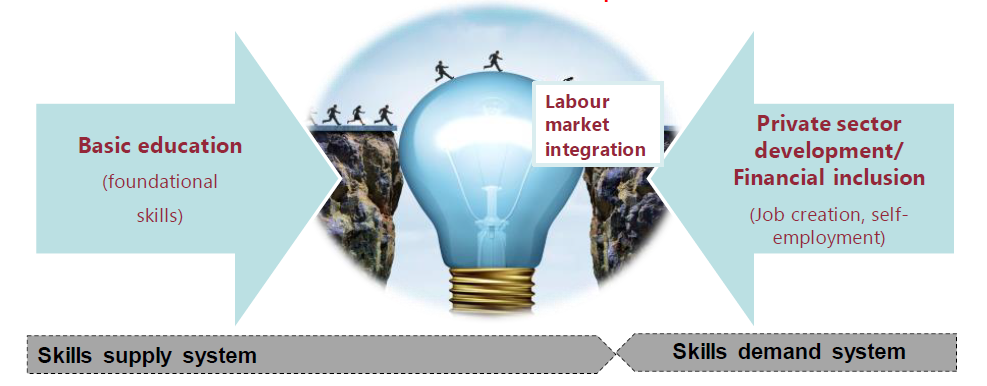 Basic education
(foundational
skills)
Labour
market
integration
Private sector
development/
Financial inclusion
(Job creation, self-
employment)
Skills supply system
Skills demand system